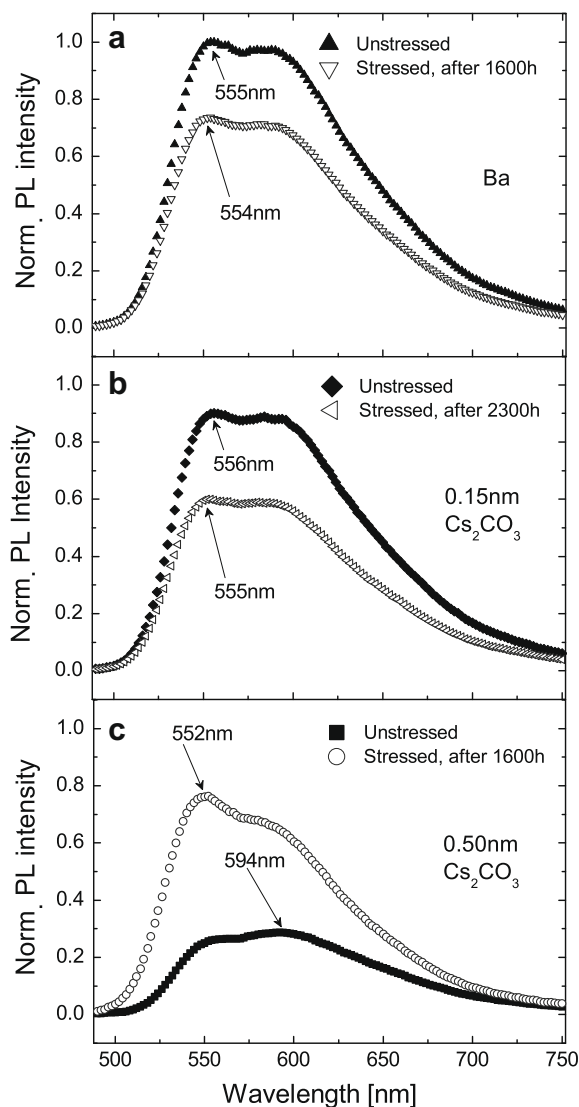 a
Unstressed
Stressed, after 1600h
555nm
554nm
Ba
Norm. PL intensity
1.0
0.8
0.6
0.4
0.2
0.0
b
Unstressed
Stressed, after 2300h
556nm
555nm
0.15nm
Cs₂CO₃
Norm. PL Intensity
1.0
0.8
0.6
0.4
0.2
0.0
c
Unstressed
Stressed, after 1600h
552nm
594nm
0.50nm
Cs₂CO₃
Norm. PL intensity
1.0
0.8
0.6
0.4
0.2
0.0
500 550 600 650 700 750
Wavelength [nm]